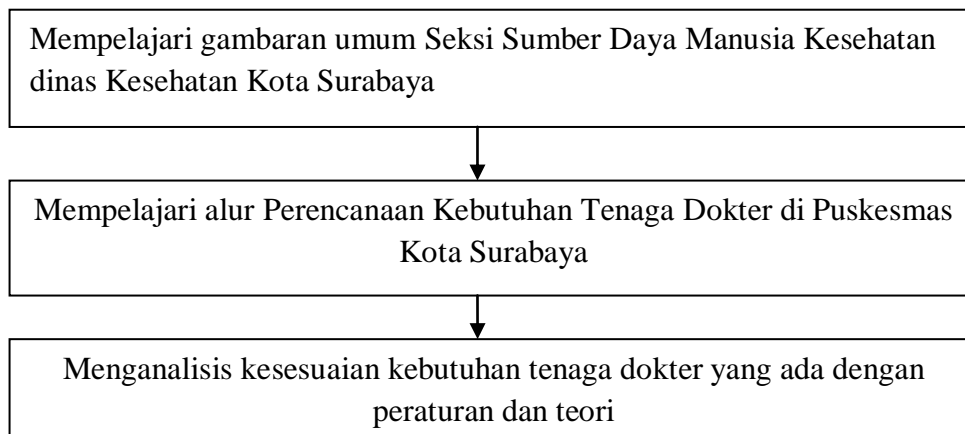 Mempelajari gambaran umum Seksi Sumber Daya Manusia Kesehatan
dinas Kesehatan Kota Surabaya
Mempelajari alur Perencanaan Kebutuhan Tenaga Dokter di Puskesmas
Kota Surabaya
Menganalisis kesesuaian kebutuhan tenaga dokter yang ada dengan
peraturan dan teori